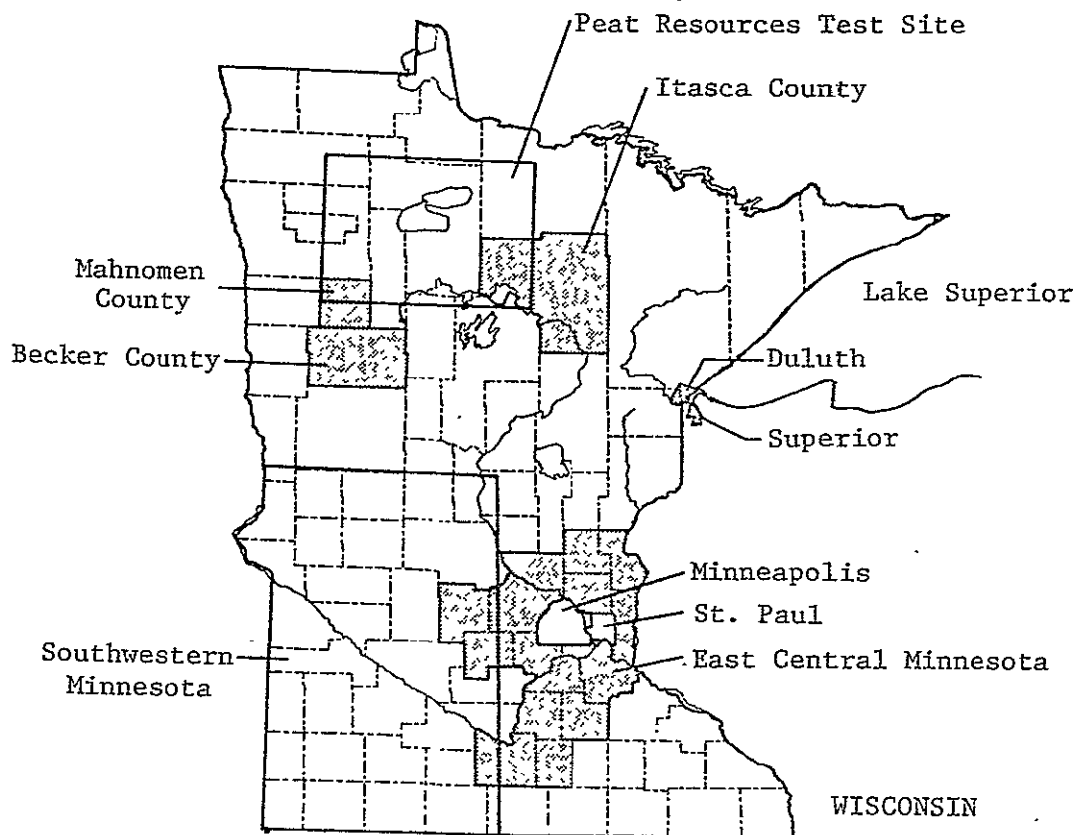 Peat Resources Test Site
Itasca County
Mahnomen
County
Lake Superior
Becker County
Duluth
Superior
Minneapolis
St. Paul
Southwestern
Minnesota
East Central Minnesota
WISCONSIN